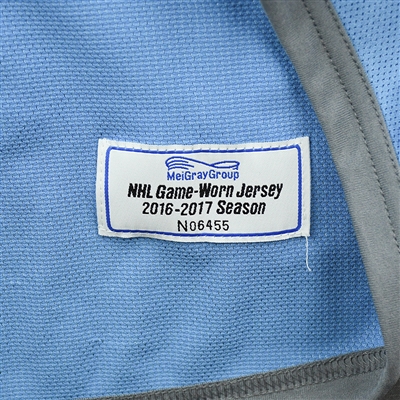 MeiGrayGroup
NHL Game-Worn Jersey
2016-2017 Season
N06455